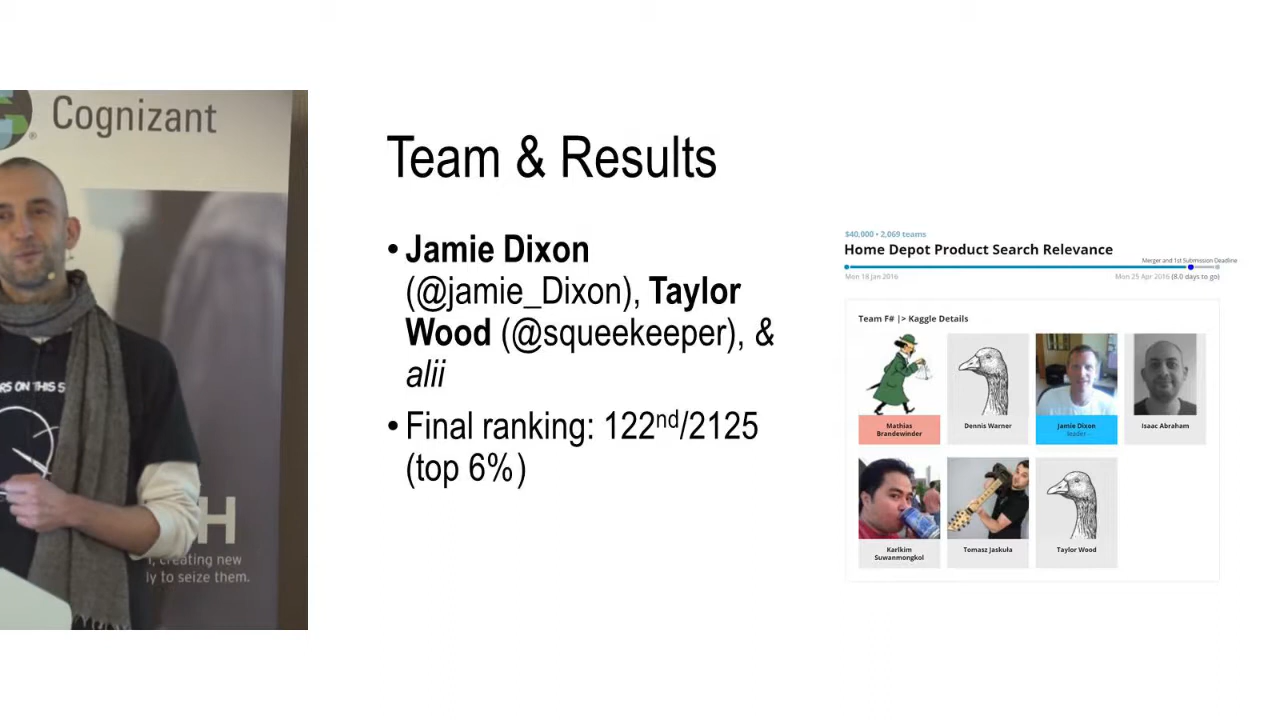 Cognizant
RS ON THIS
H
, creating new
ly to seize them.
Team & Results
• Jamie Dixon
(@jamie_Dixon), Taylor
Wood (@squeekeeper), &
alii
• Final ranking: 122nd/2125
(top 6%)
$40,000 • 2,069 teams
Home Depot Product Search Relevance
Merger and 1st Submission Deadline
Mon 18 Jan 2016
Mon 25 Apr 2016 (8.0 days to go)
Team F# |> Kaggle Details
Mathias
Brandewinder
Dennis Warner
Jamie Dixon
leader
Isaac Abraham
Karlkim
Suwanmongkol
Tomasz Jaskuła
Taylor Wood